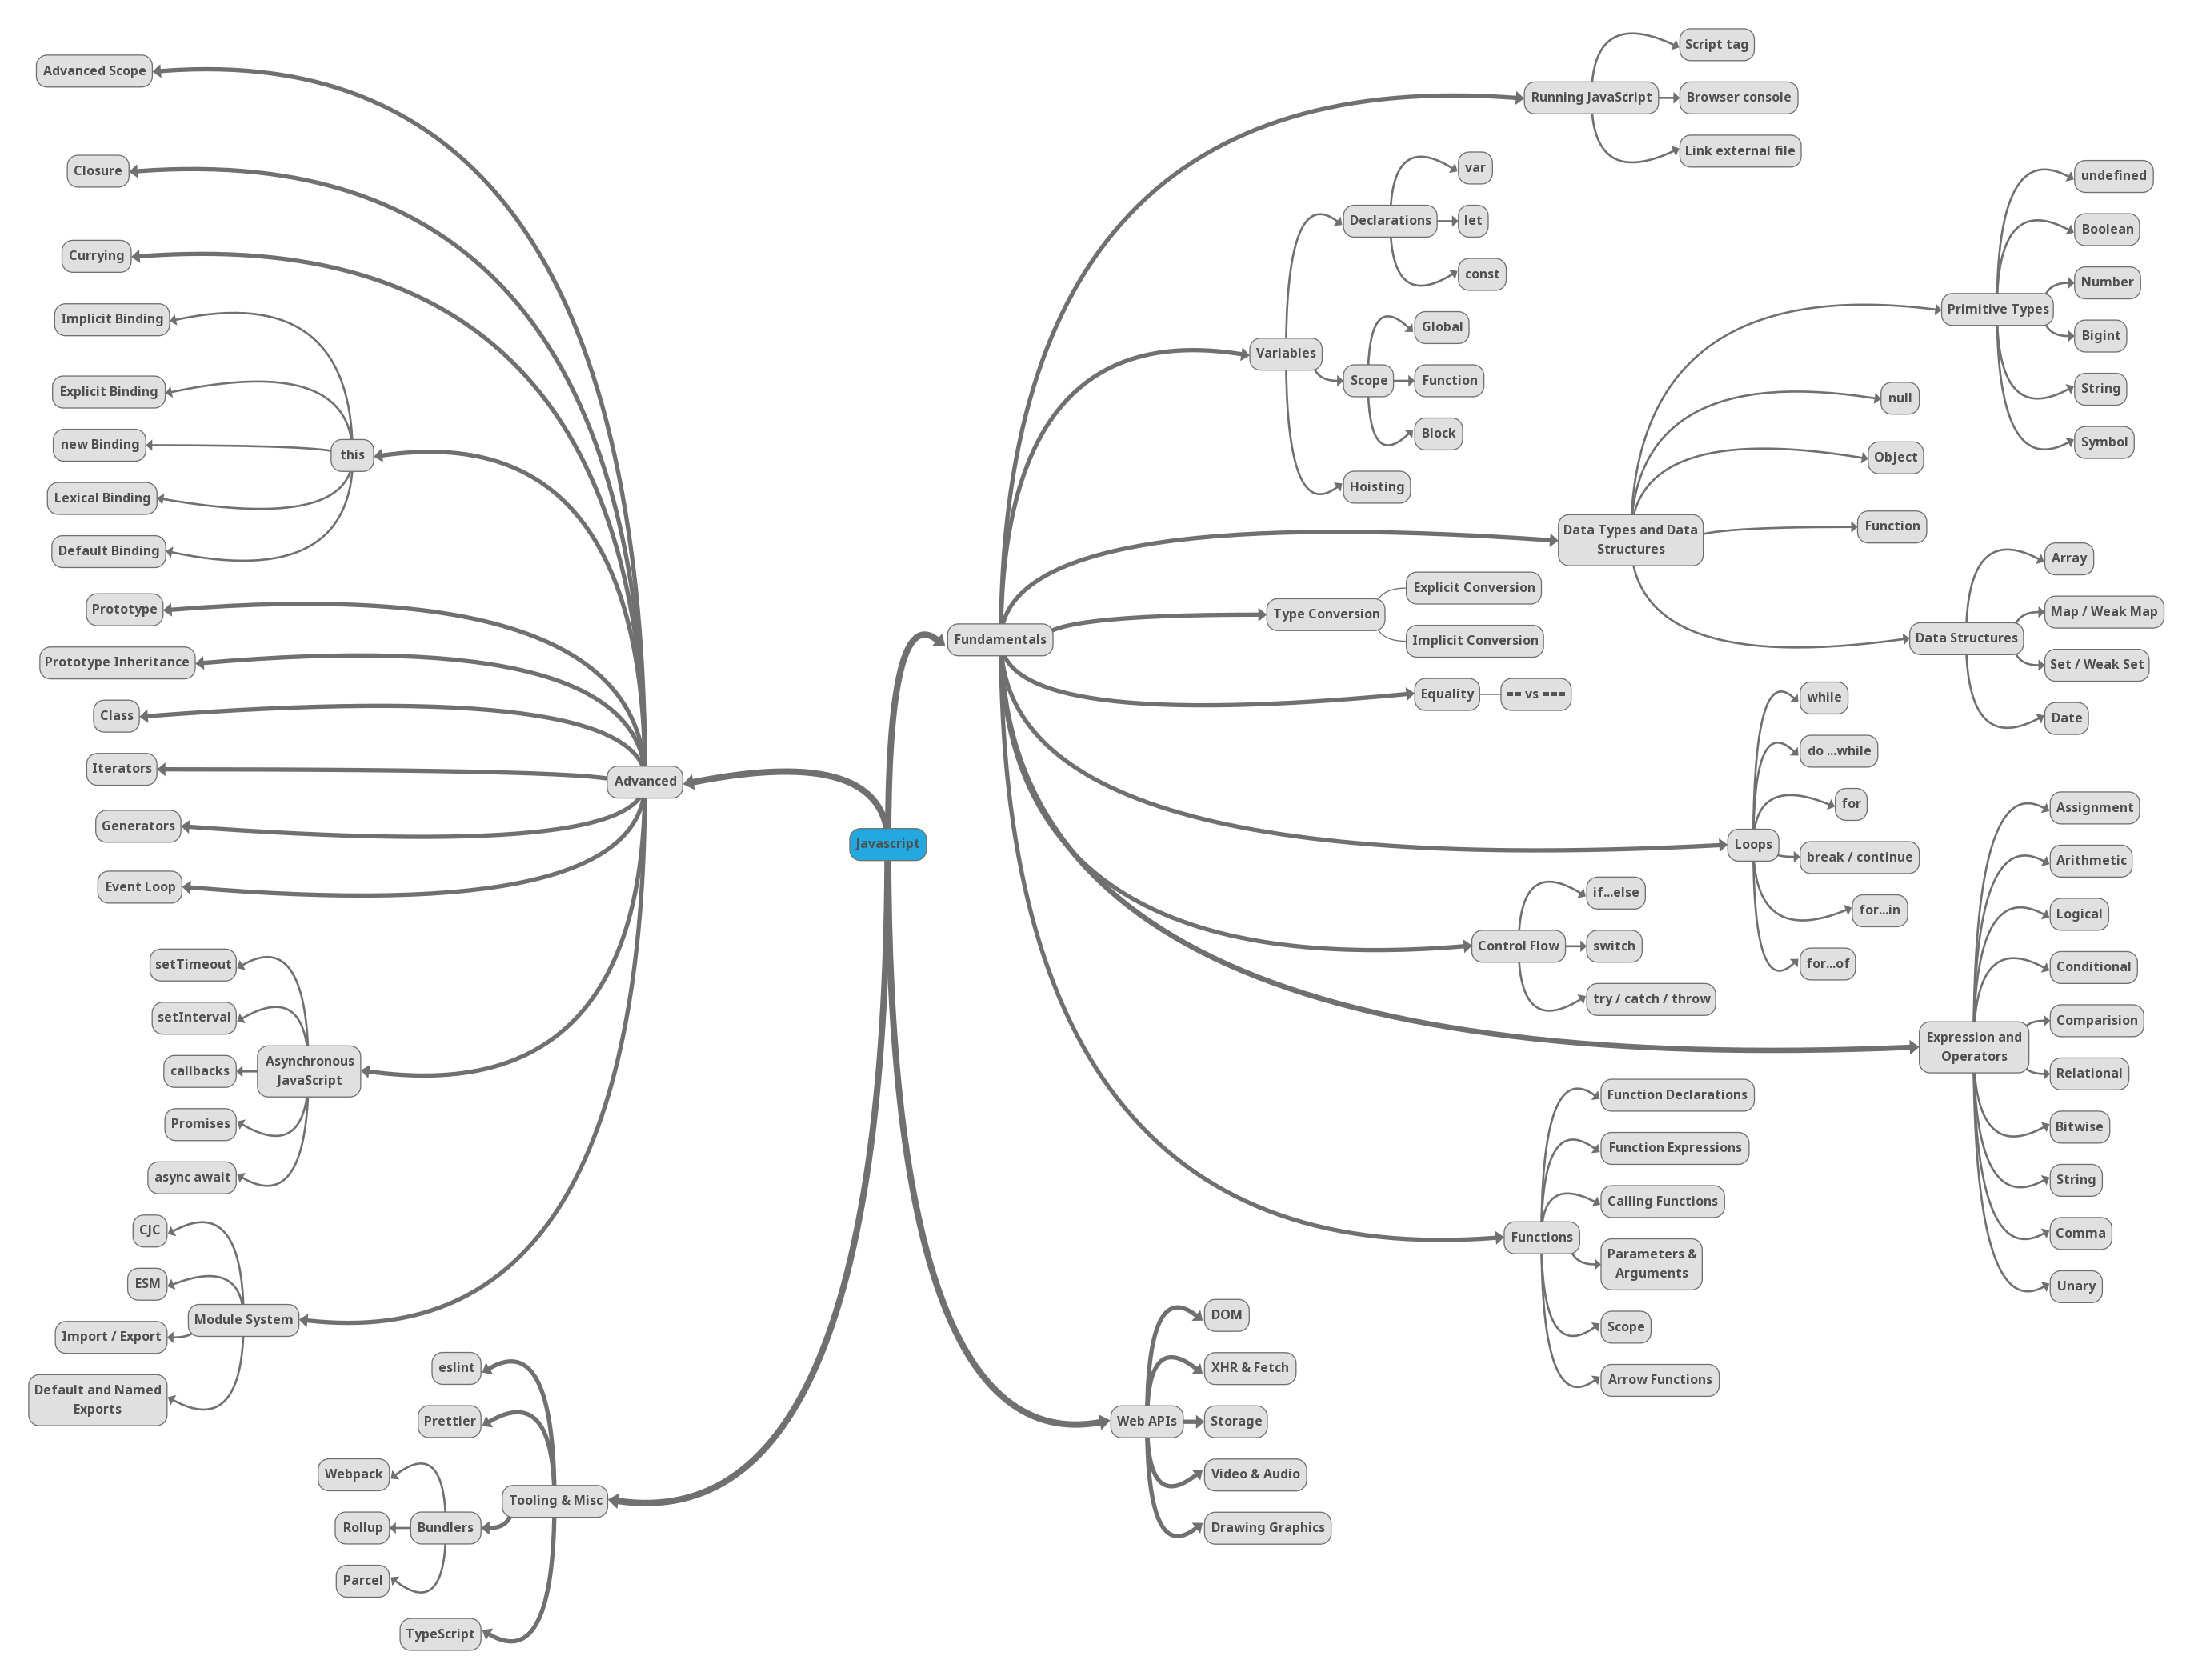 Javascript
Fundamentals
Running JavaScript
Script tag
Browser console
Link external file
Variables
Declarations
var
let
const
Scope
Global
Function
Block
Hoisting
Data Types and Data
Structures
Primitive Types
undefined
Boolean
Number
Bigint
String
Symbol
null
Object
Function
Data Structures
Array
Map / Weak Map
Set / Weak Set
Date
Type Conversion
Explicit Conversion
Implicit Conversion
Equality
== vs ===
Loops
while
do ...while
for
break / continue
for...in
for...of
Control Flow
if...else
switch
try / catch / throw
Expression and
Operators
Assignment
Arithmetic
Logical
Conditional
Comparision
Relational
Bitwise
String
Comma
Unary
Functions
Function Declarations
Function Expressions
Calling Functions
Parameters &
Arguments
Scope
Arrow Functions
Web APIs
DOM
XHR & Fetch
Storage
Video & Audio
Drawing Graphics
Advanced
Advanced Scope
Closure
Currying
this
Implicit Binding
Explicit Binding
new Binding
Lexical Binding
Default Binding
Prototype
Prototype Inheritance
Class
Iterators
Generators
Event Loop
Asynchronous
JavaScript
setTimeout
setInterval
callbacks
Promises
async await
Module System
CJC
ESM
Import / Export
Default and Named
Exports
Tooling & Misc
eslint
Prettier
Bundlers
Webpack
Rollup
Parcel
TypeScript